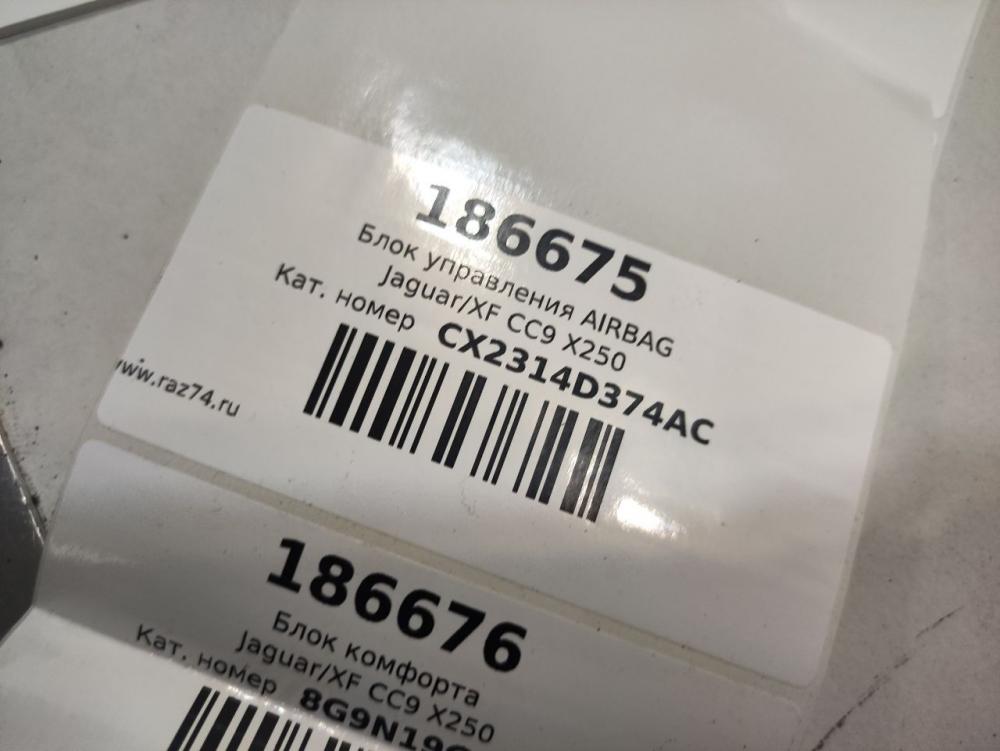 186675
Блок управления AIRBAG
Jaguar/XF CC9 X250
Кат. номер CX2314D374AC
www.raz74.ru
186676
Блок комфорта
Jaguar/XF CC9 X250
Кат. номер